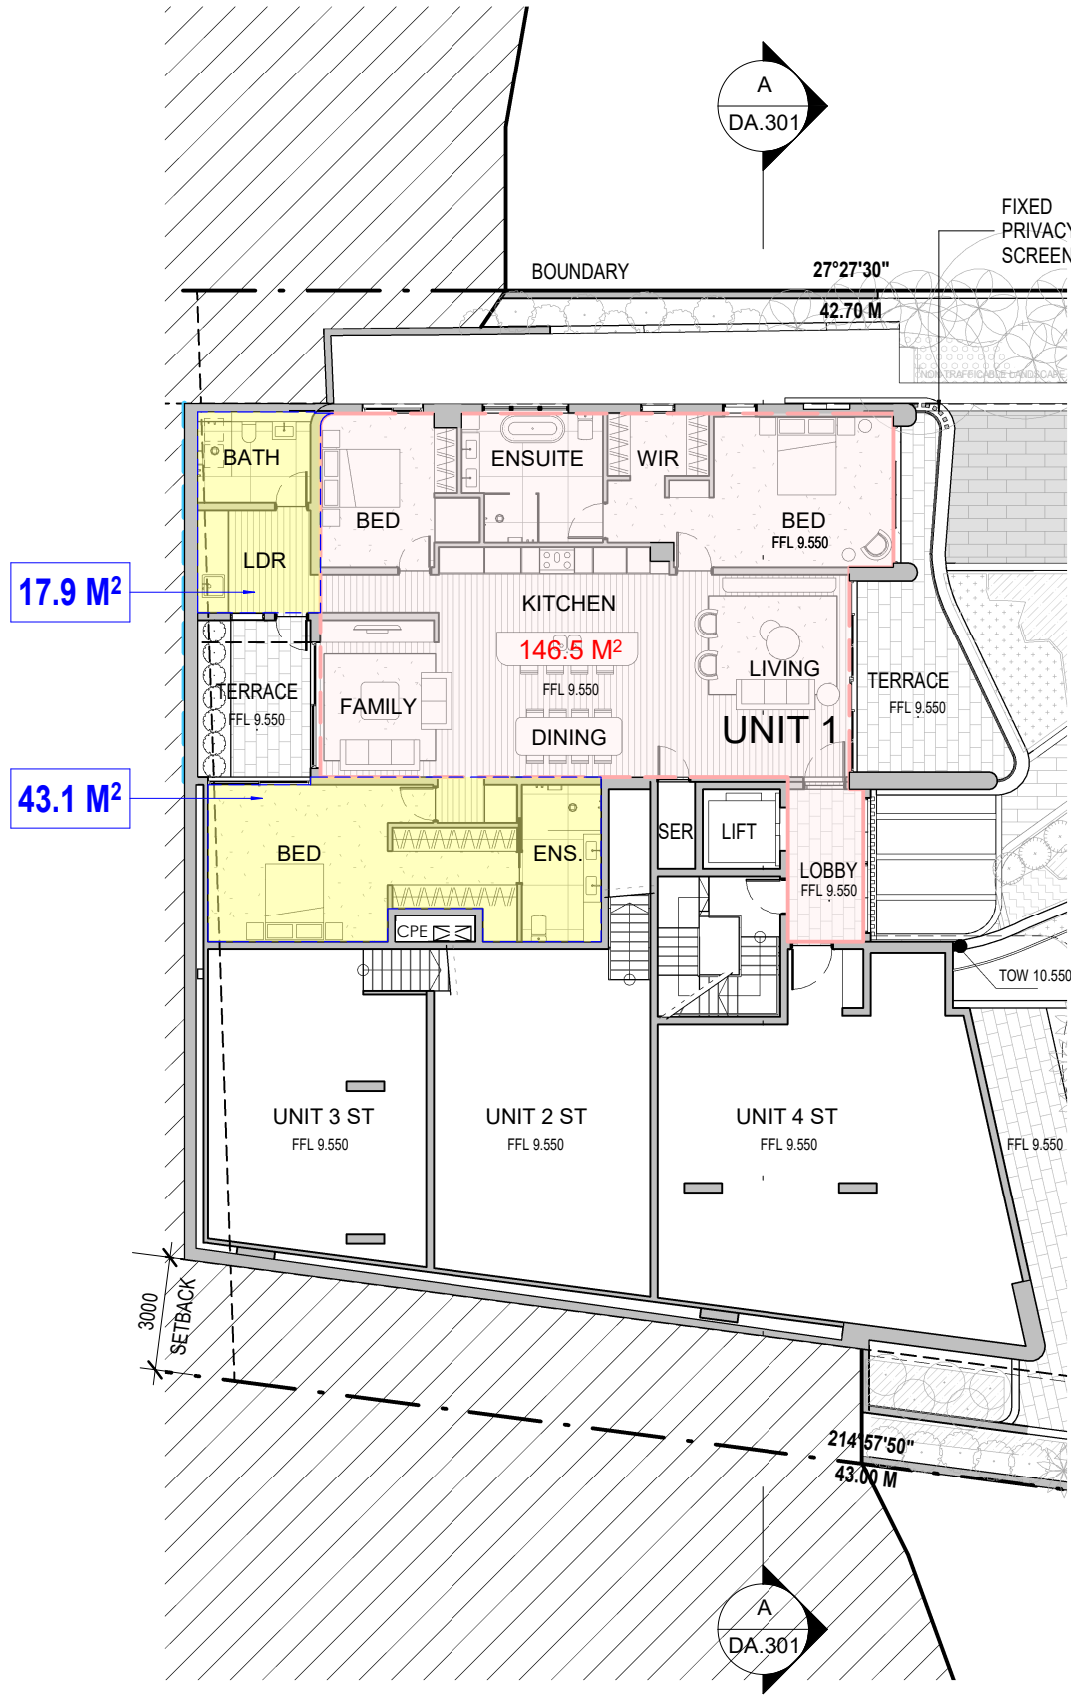 A
DA.301
FIXED
PRIVACY
SCREEN
BOUNDARY
27°27'30"
42.70 M
NON TRAFFICABLE LANDSCAPE
BATH
ENSUITE
WIR
BED
BED
FFL 9.550
LDR
17.9 M²
KITCHEN
146.5 M²
FFL 9.550
LIVING
TERRACE
FFL 9.550
FAMILY
TERRACE
FFL 9.550
UNIT 1
DINING
43.1 M²
BED
ENS.
SER
LIFT
LOBBY
FFL 9.550
CPE
TOW 10.550
UNIT 3 ST
FFL 9.550
UNIT 2 ST
FFL 9.550
UNIT 4 ST
FFL 9.550
FFL 9.550
3000
SETBACK
214°57'50"
43.00 M
A
DA.301